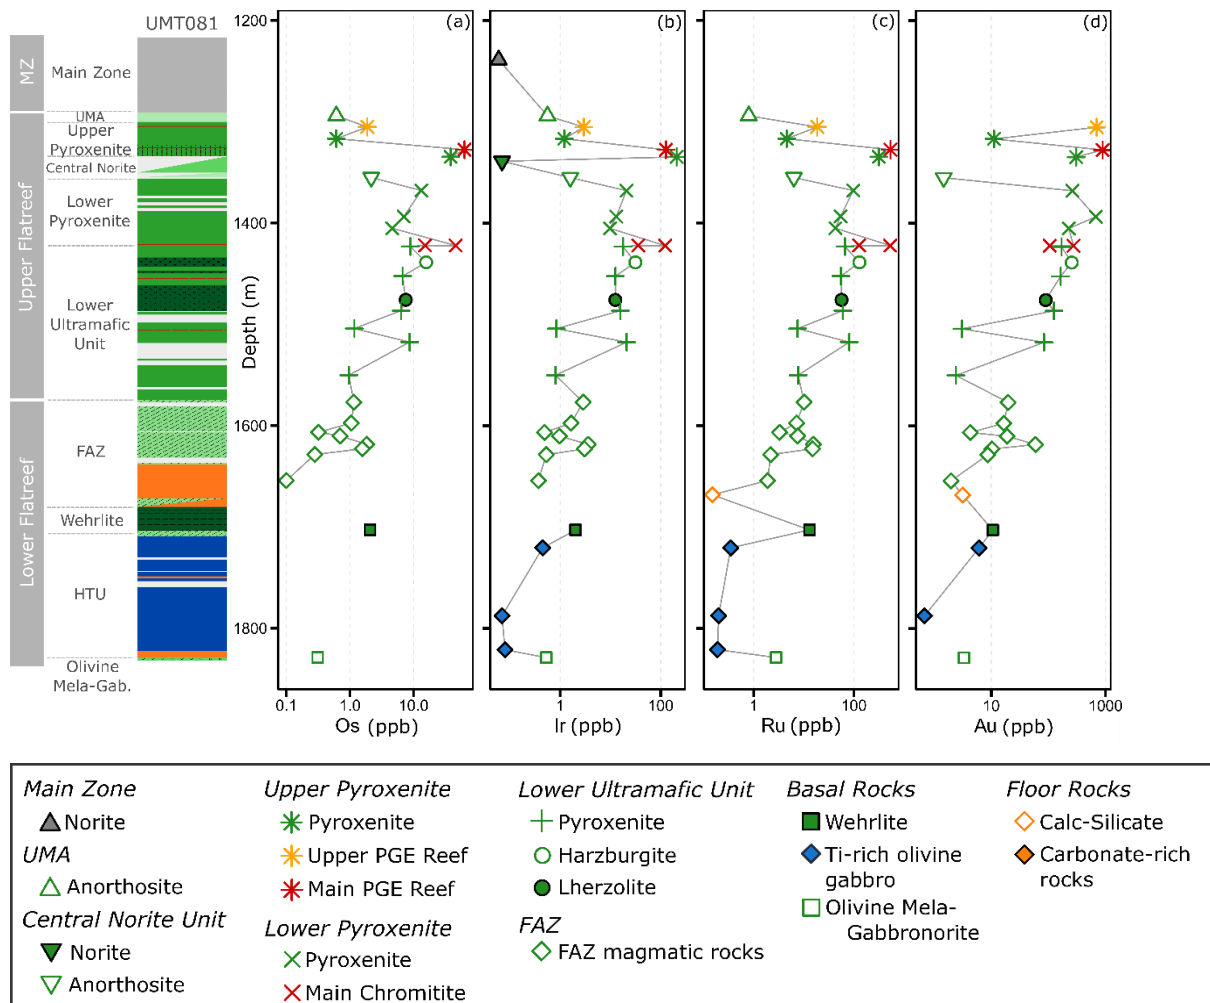 UMT081
(a)
(b)
(c)
(d)
1200
1400
1600
1800
Depth (m)
MZ
Upper Flatreef
Lower Flatreef
Main Zone
UMA
Upper
Pyroxenite
Central Norite
Lower
Pyroxenite
Lower
Ultramafic
Unit
FAZ
Wehrlite
HTU
Olivine
Mela-Gab.
0.1
1.0
10.0
Os (ppb)
1
100
Ir (ppb)
1
100
Ru (ppb)
10
1000
Au (ppb)
Main Zone
Norite
UMA
Anorthosite
Central Norite Unit
Norite
Anorthosite
Upper Pyroxenite
Pyroxenite
Upper PGE Reef
Main PGE Reef
Lower Pyroxenite
Pyroxenite
Main Chromitite
Lower Ultramafic Unit
Pyroxenite
Harzburgite
Lherzolite
FAZ
FAZ magmatic rocks
Basal Rocks
Wehrlite
Ti-rich olivine
gabbro
Olivine Mela-
Gabbronorite
Floor Rocks
Calc-Silicate
Carbonate-rich
rocks